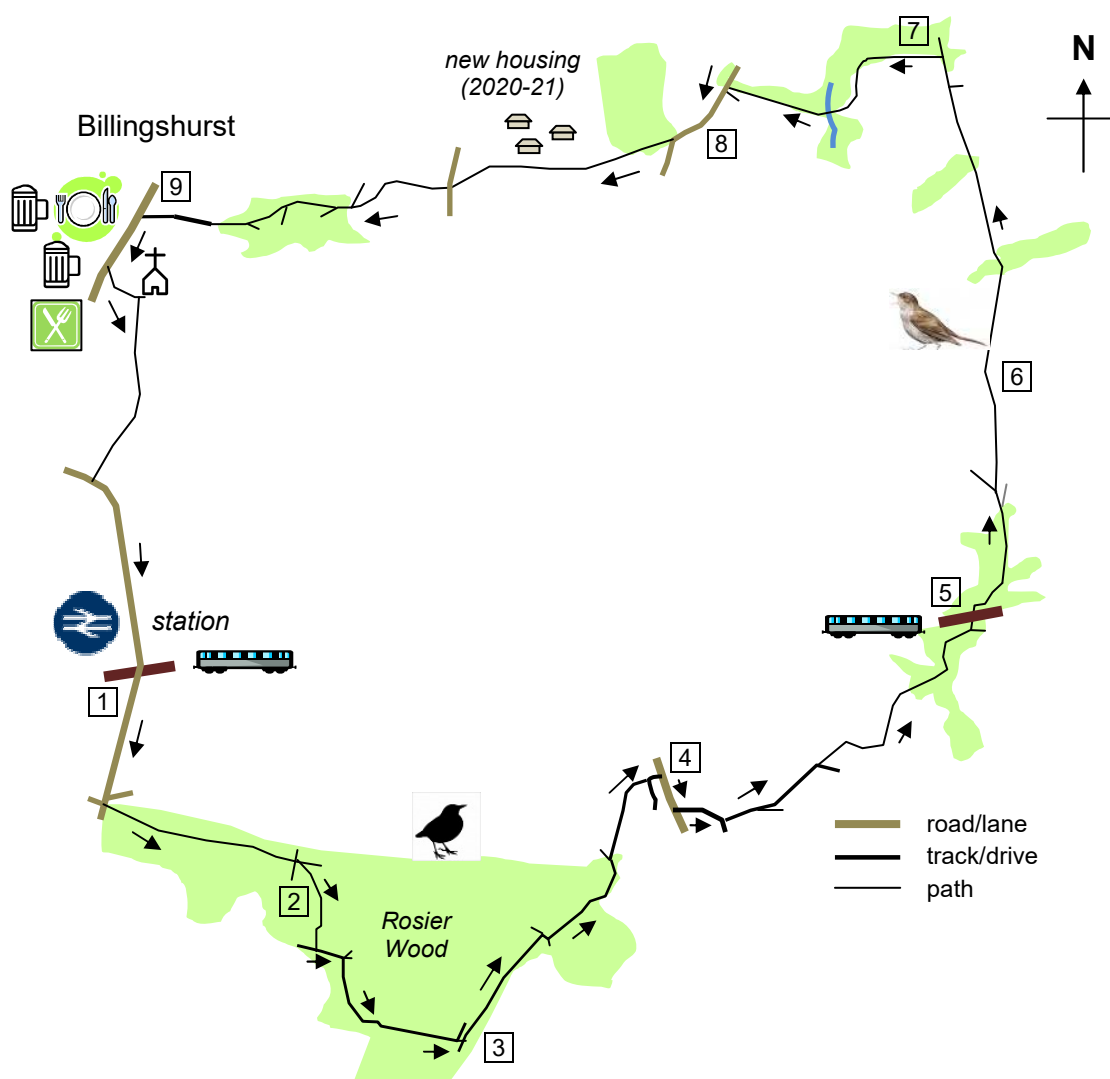 7
N
new housing
(2020-21)
Billingshurst
8
9
6
5
station
1
4
road/lane
track/drive
path
2
Rosier
Wood
3